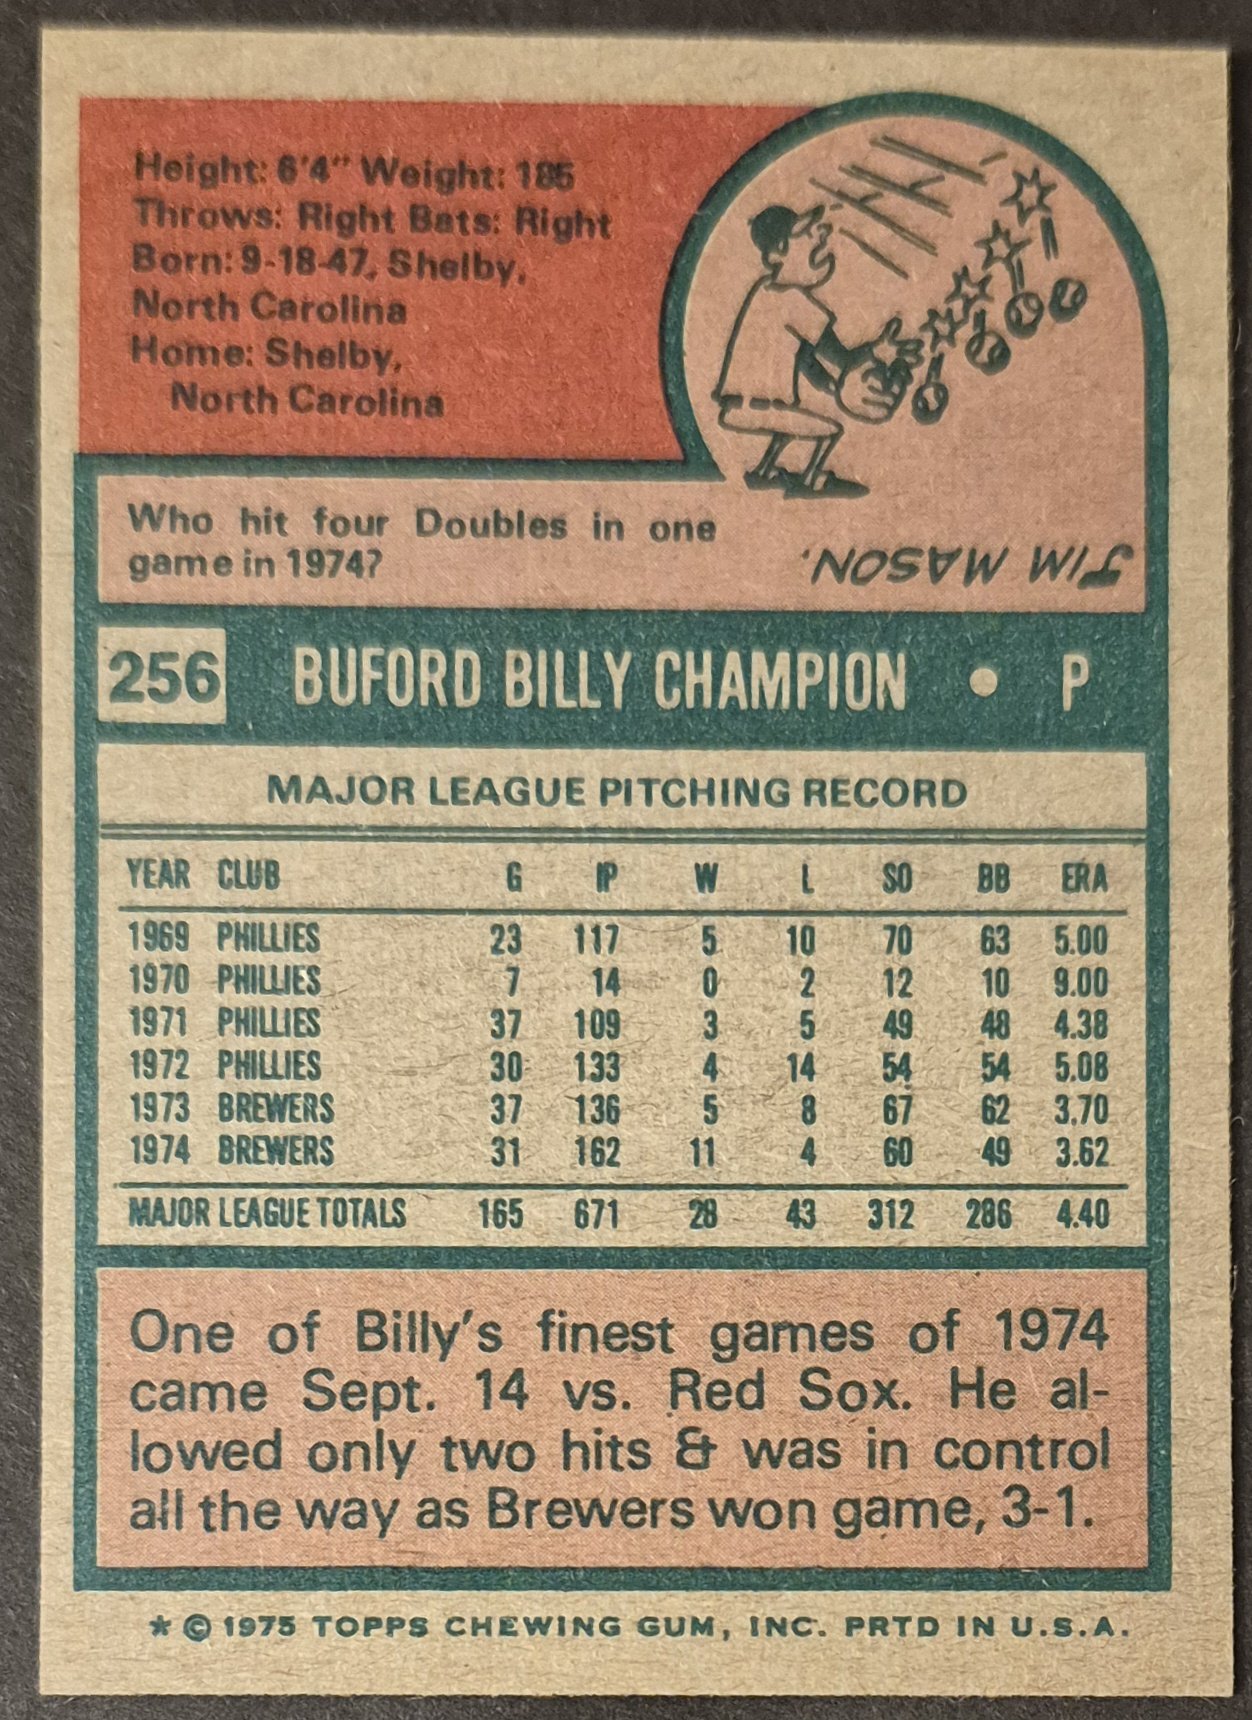 Height: 6'4" Weight: 185
Throws: Right Bats: Right
Born: 9-18-47, Shelby,
North Carolina
Home: Shelby,
North Carolina
Who hit four Doubles in one
game in 1974?
JIM MASON.
256 BUFORD BILLY CHAMPION • P
MAJOR LEAGUE PITCHING RECORD
YEAR CLUB G IP W L SO BB ERA
1969 PHILLIES 23 117 5 10 70 63 5.00
1970 PHILLIES 7 14 0 2 12 10 9.00
1971 PHILLIES 37 109 3 5 49 48 4.38
1972 PHILLIES 30 133 4 14 54 54 5.08
1973 BREWERS 37 136 5 8 67 62 3.70
1974 BREWERS 31 162 11 4 60 49 3.62
MAJOR LEAGUE TOTALS 165 671 28 43 312 286 4.40
One of Billy's finest games of 1974
came Sept. 14 vs. Red Sox. He al-
lowed only two hits & was in control
all the way as Brewers won game, 3-1.
* © 1975 TOPPS CHEWING GUM, INC. PRTD IN U.S.A.